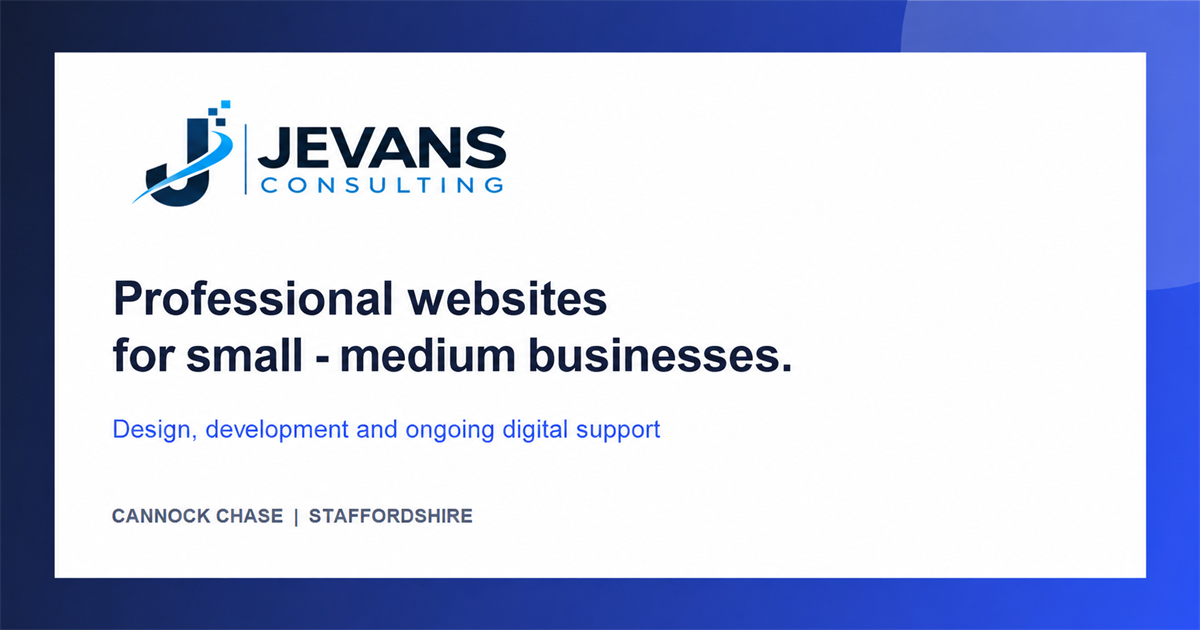 JEVANS
CONSULTING
Professional websites
for small - medium businesses.
Design, development and ongoing digital support
CANNOCK CHASE | STAFFORDSHIRE